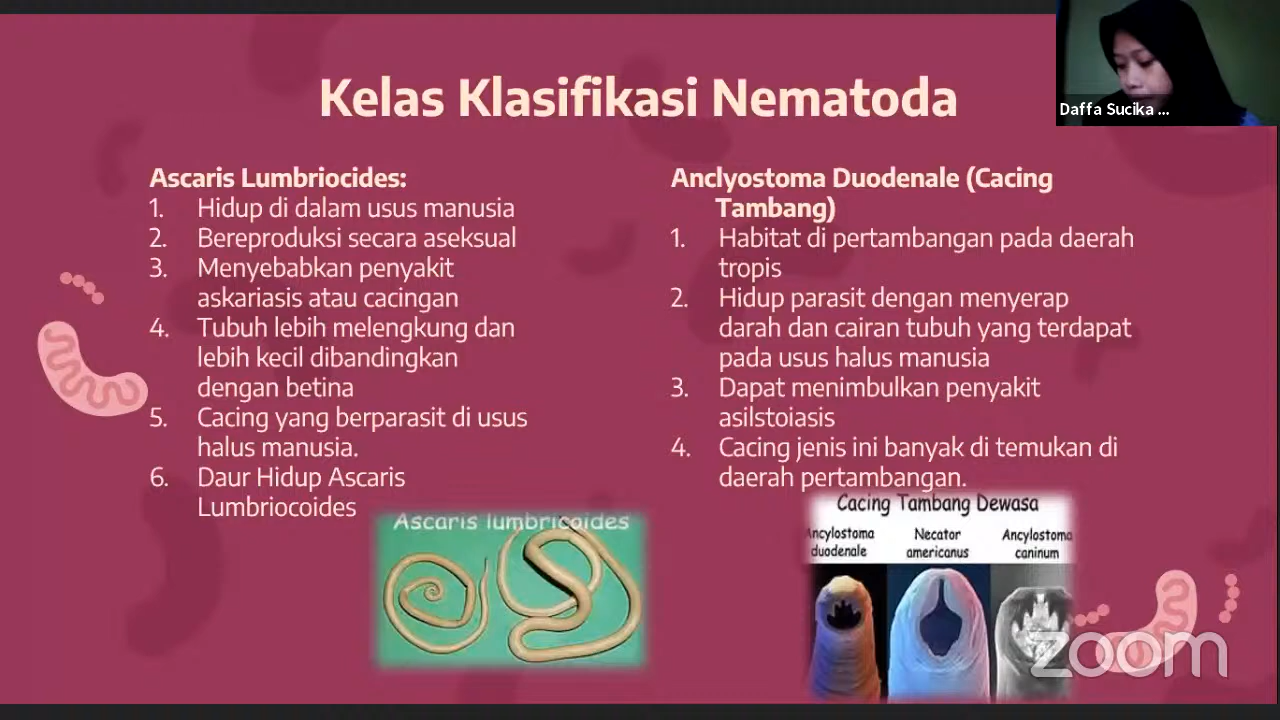 Kelas Klasifikasi Nematoda
Daffa Sucika ...
Ascaris Lumbriocides:
1. Hidup di dalam usus manusia
2. Bereproduksi secara aseksual
3. Menyebabkan penyakit
askariasis atau cacingan
4. Tubuh lebih melengkung dan
lebih kecil dibandingkan
dengan betina
5. Cacing yang berparasit di usus
halus manusia.
6. Daur Hidup Ascaris
Lumbriocoides
Ascaris lumbricoides
Anclyostoma Duodenale (Cacing
Tambang)
1. Habitat di pertambangan pada daerah
tropis
2. Hidup parasit dengan menyerap
darah dan cairan tubuh yang terdapat
pada usus halus manusia
3. Dapat menimbulkan penyakit
asilstoiasis
4. Cacing jenis ini banyak di temukan di
daerah pertambangan.
Cacing Tambang Dewasa
Ancylostoma
duodenale
Necator
americanus
Ancylostoma
caninum
zoom